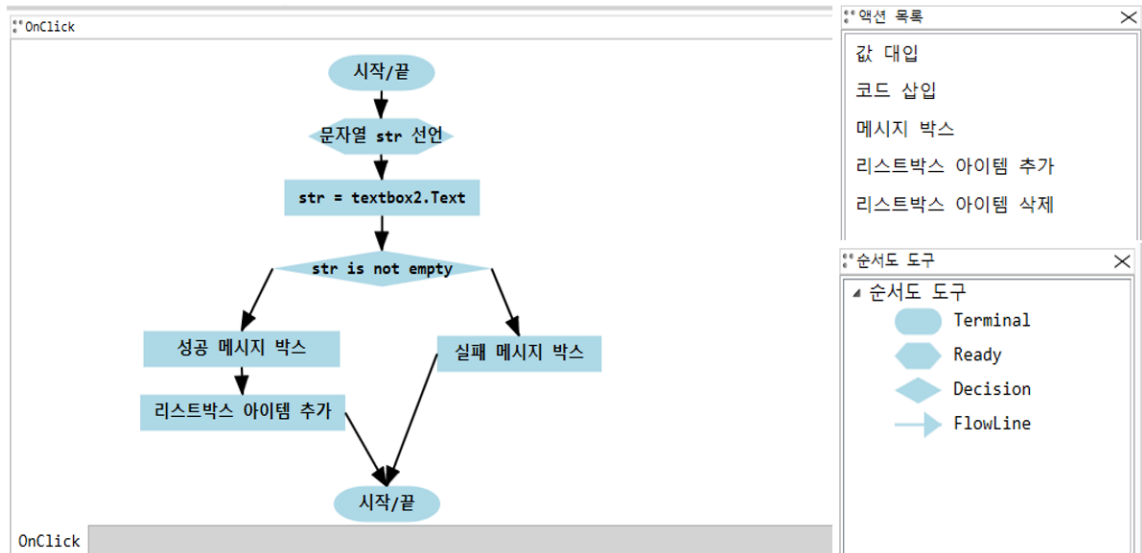 OnClick
시작/끝
문자열 str 선언
str = textbox2.Text
str is not empty
성공 메시지 박스
실패 메시지 박스
리스트박스 아이템 추가
시작/끝
OnClick
액션 목록
값 대입
코드 삽입
메시지 박스
리스트박스 아이템 추가
리스트박스 아이템 삭제
순서도 도구
순서도 도구
Terminal
Ready
Decision
FlowLine